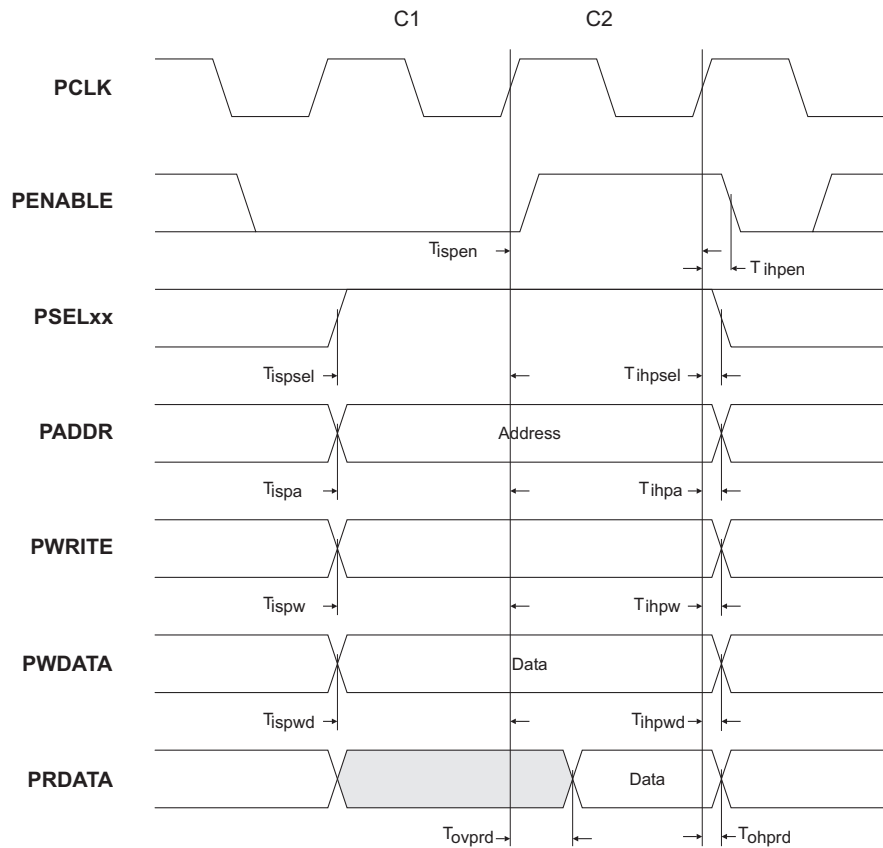 C1 C2
PCLK
PENABLE
Tispen
T ihpen
PSELxx
Tispsel Tihpsel
PADDR Address
Tispa Tihpa
PWRITE
Tispw Tihpw
PWDATA Data
Tispwd Tihpwd
PRDATA Data
Tovprd Tohprd